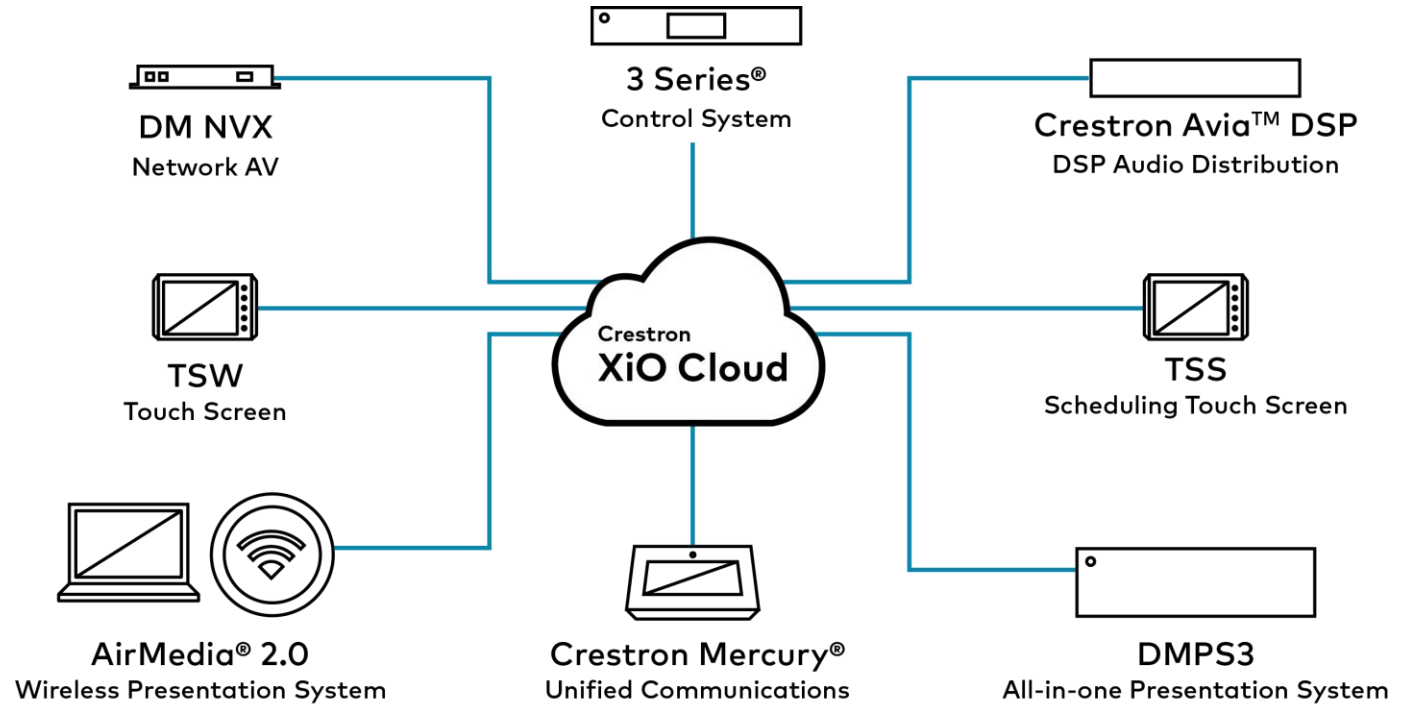 3 Series®
Control System
DM NVX
Network AV
Crestron Avia™ DSP
DSP Audio Distribution
Crestron
XiO Cloud
TSW
Touch Screen
TSS
Scheduling Touch Screen
AirMedia® 2.0
Wireless Presentation System
Crestron Mercury®
Unified Communications
DMPS3
All-in-one Presentation System